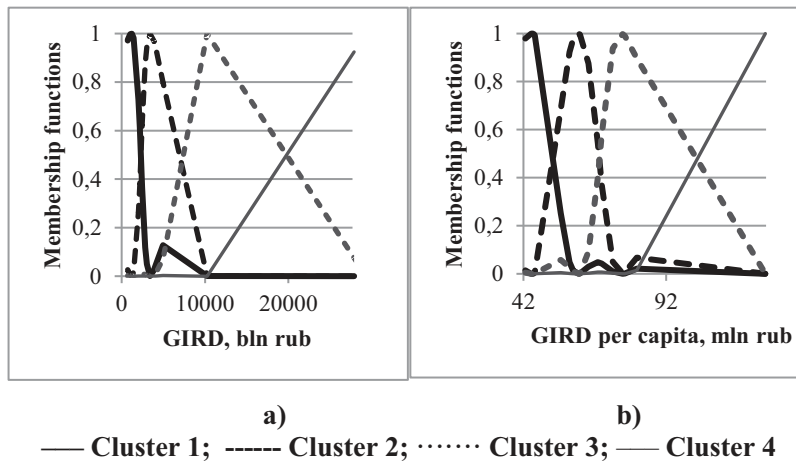 Membership functions
1
0,8
0,6
0,4
0,2
0
0 10000 20000
GIRD, bln rub
Membership functions
1
0,8
0,6
0,4
0,2
0
42 92
GIRD per capita, mln rub
a) b)
Cluster 1; Cluster 2; Cluster 3; Cluster 4